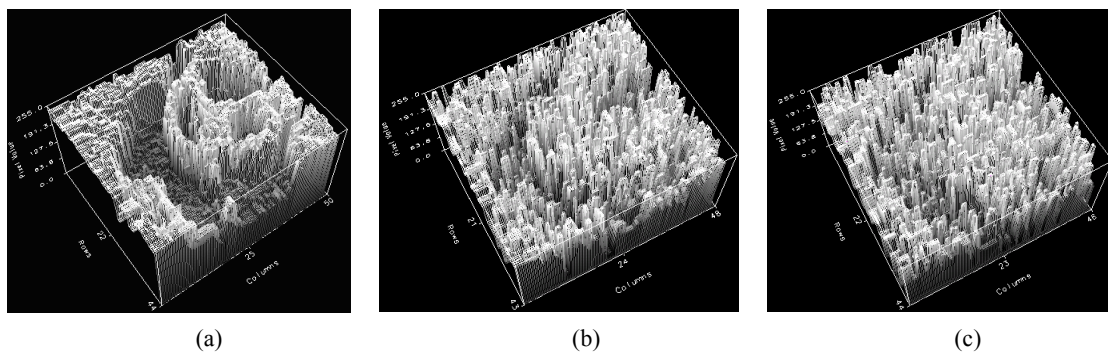 255.0
191.3
127.5
63.8
0.0
Pixel Value
Rows
22
44
Columns
25
50
(a)
255.0
191.3
127.5
63.8
0.0
Pixel Value
Rows
21
43
Columns
24
48
(b)
255.0
191.3
127.5
63.8
0.0
Pixel Value
Rows
22
44
Columns
23
46
(c)